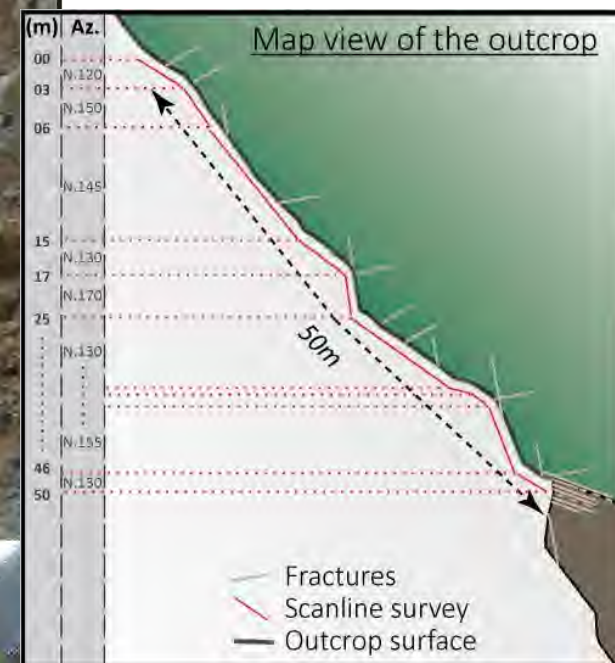 (m) Az.
Map view of the outcrop
00
N.120
03
N.150
06
N.145
15
N.130
17
N.170
25
50m
N.130
N.155
46
N.130
50
Fractures
Scanline survey
Outcrop surface